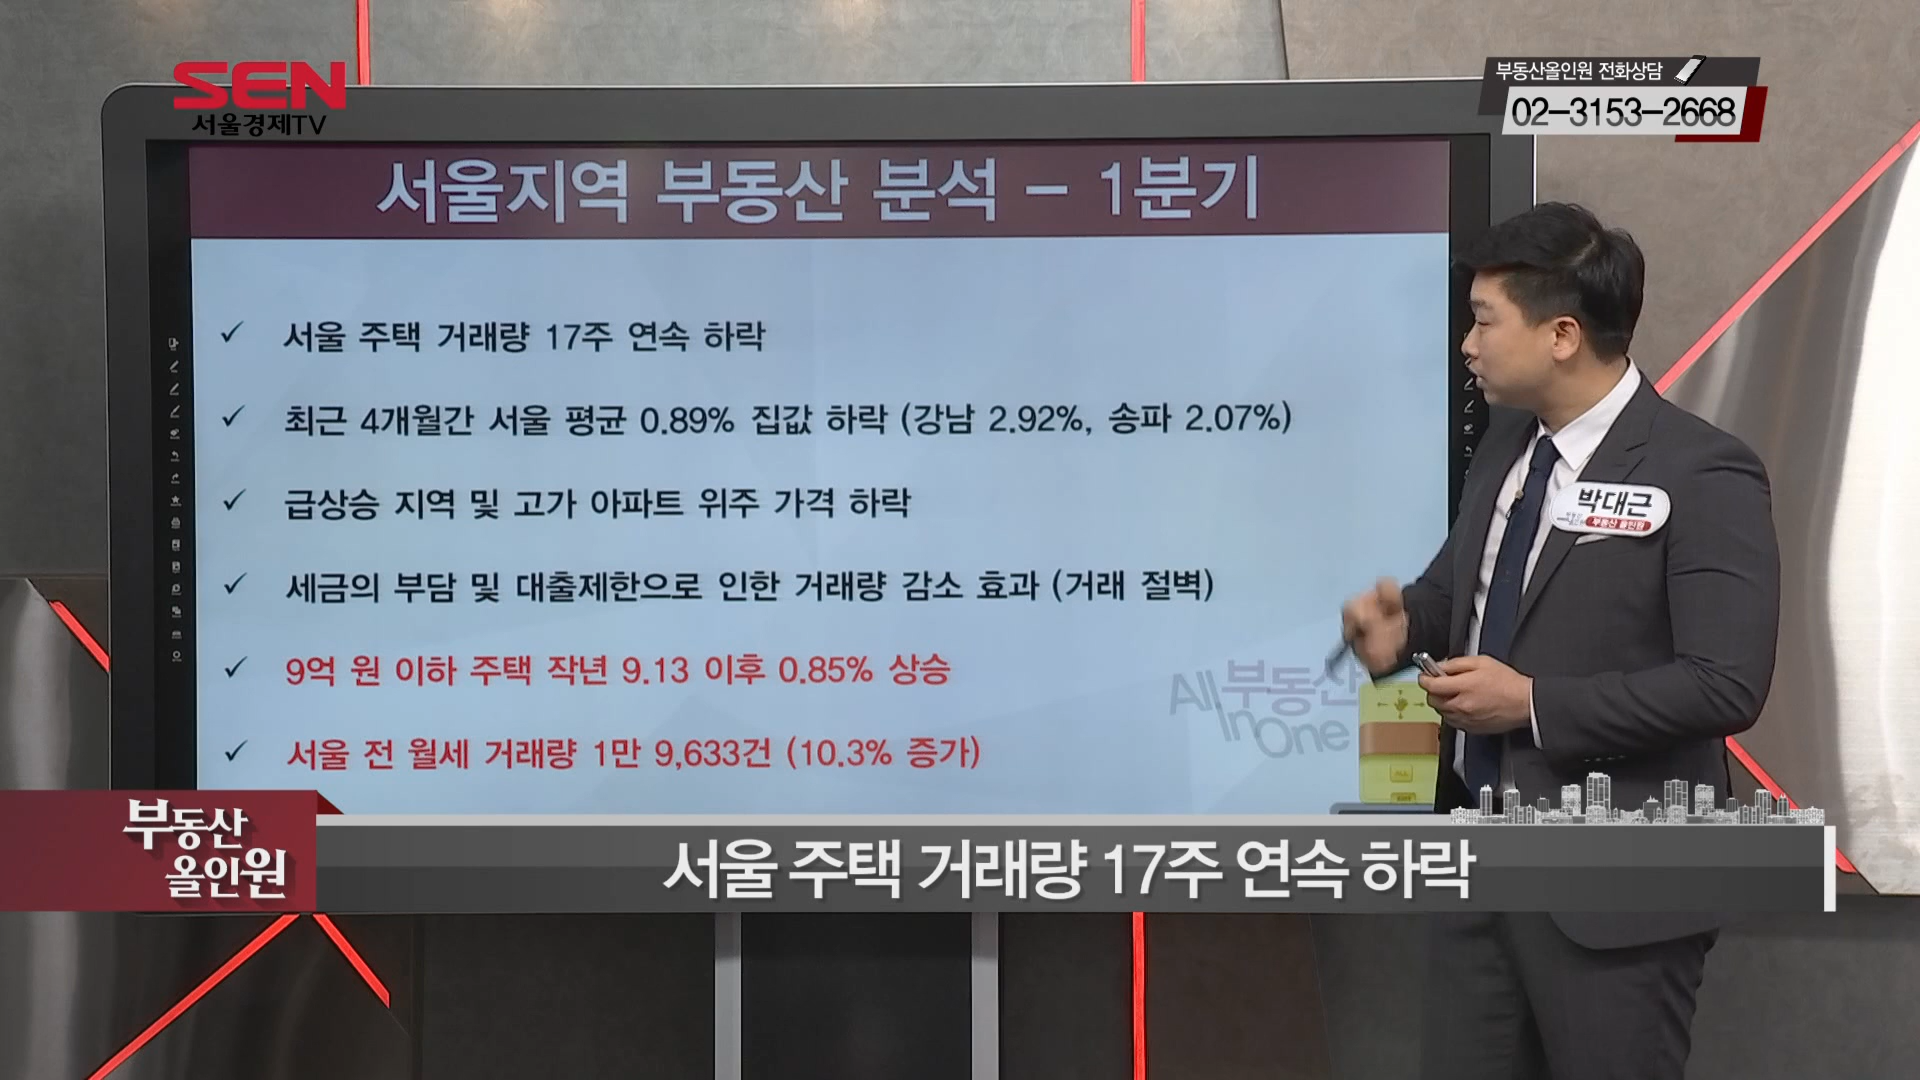 SEN
서울경제TV
부동산올인원 전화상담
02-3153-2668
서울지역 부동산 분석 - 1분기
✓ 서울 주택 거래량 17주 연속 하락
✓ 최근 4개월간 서울 평균 0.89% 집값 하락 (강남 2.92%, 송파 2.07%)
✓ 급상승 지역 및 고가 아파트 위주 가격 하락
✓ 세금의 부담 및 대출제한으로 인한 거래량 감소 효과 (거래 절벽)
✓ 9억 원 이하 주택 작년 9.13 이후 0.85% 상승
✓ 서울 전 월세 거래량 1만 9,633건 (10.3% 증가)
박대근
부동산 올인원
All 부동산
in One
ALL
부동산
올인원
서울 주택 거래량 17주 연속 하락